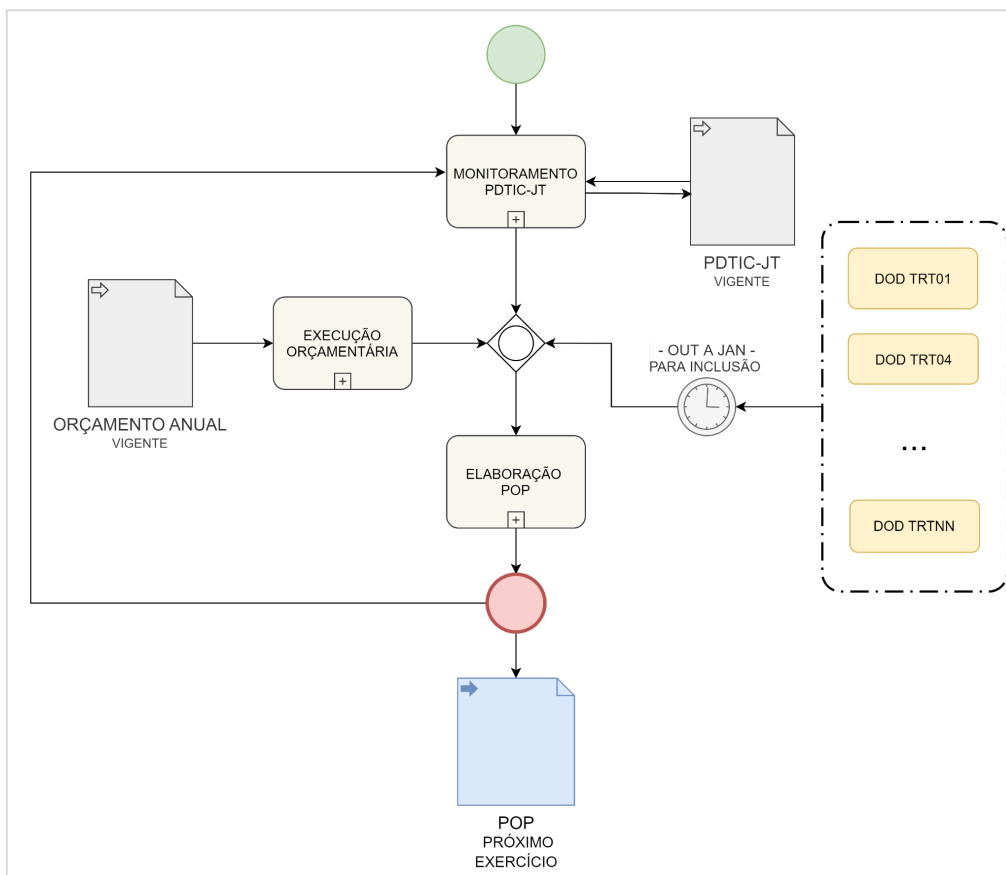 MONITORAMENTO
PDTIC-JT
PDTIC-JT
VIGENTE
DOD TRT01
EXECUÇÃO
ORÇAMENTÁRIA
- OUT A JAN -
PARA INCLUSÃO
DOD TRT04
ORÇAMENTO ANUAL
VIGENTE
...
ELABORAÇÃO
POP
DOD TRTNN
POP
PRÓXIMO
EXERCÍCIO